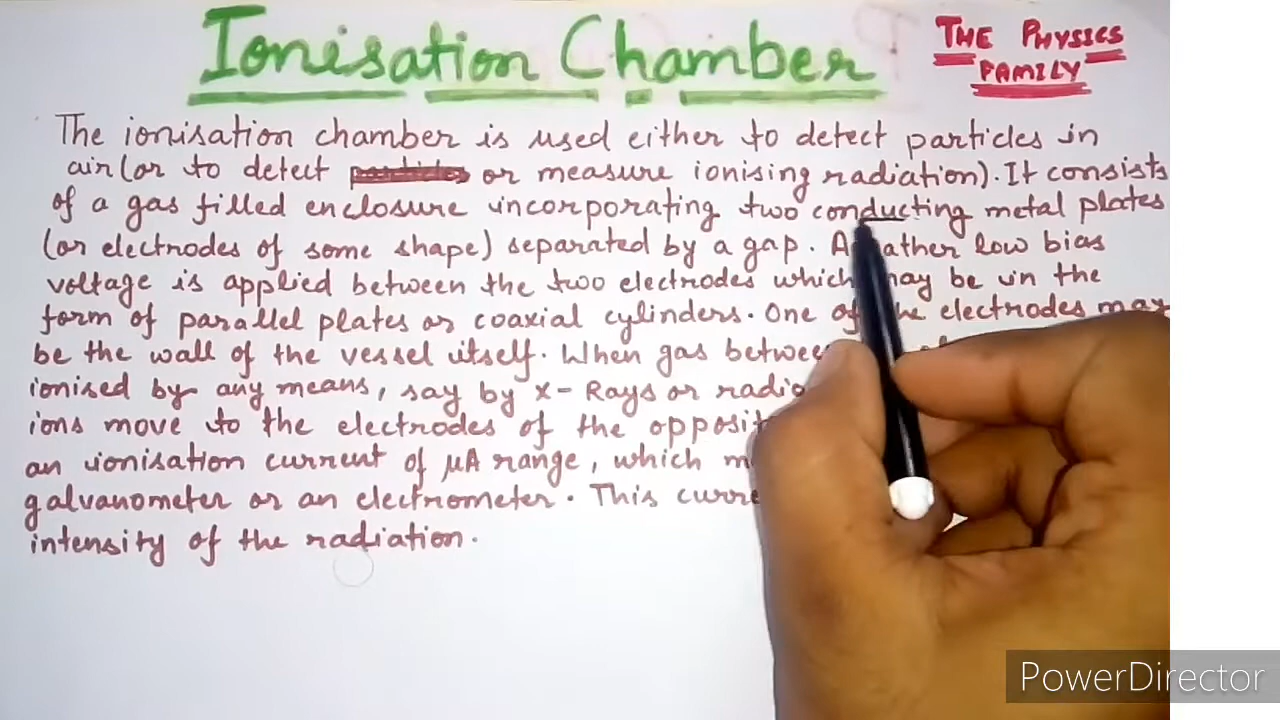 Ionisation Chamber
THE PHYSICS
FAMILY
The ionisation chamber is used either to detect particles in
air (or to detect or measure ionising radiation). It consists
of a gas filled enclosure incorporating two conducting metal plates
(or electrodes of some shape) separated by a gap. A rather low bias
voltage is applied between the two electrodes which may be in the
form of parallel plates or coaxial cylinders. One of the electrodes may
be the wall of the vessel itself. When gas between
ionised by any means, say by X-Rays or
ions move to the electrodes of the
an ionisation current of μA range, which
galvanometer or an electrometer. This
intensity of the radiation.
PowerDirector